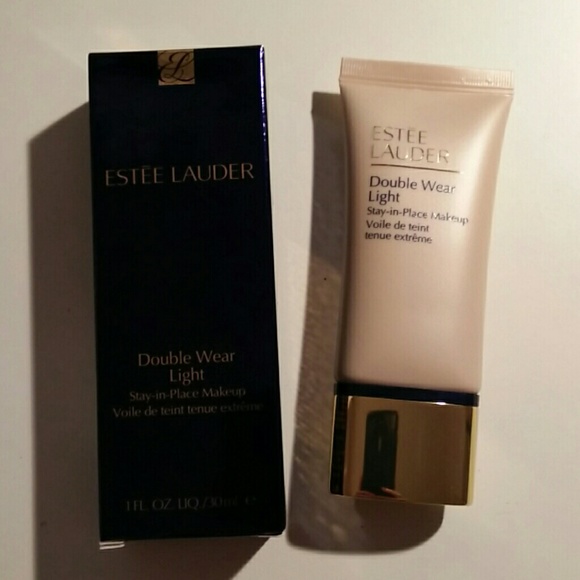 ESTĒE LAUDER
Double Wear
Light
Stay-in-Place Makeup
Voile de teint tenue extrême
1 FL. OZ. LIQ./30 mL e
ESTĒE
LAUDER
Double Wear
Light
Stay-in-Place Makeup
Voile de teint
tenue extrême